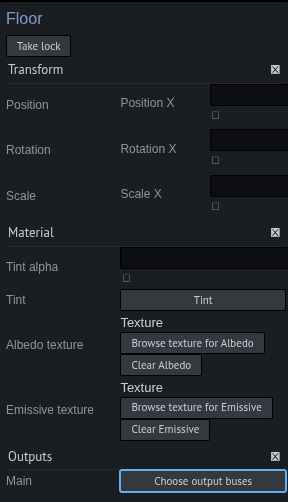 Floor
Take lock
Transform
Position Position X
Rotation Rotation X
Scale Scale X
Material
Tint alpha
Tint Tint
Texture
Albedo texture Browse texture for Albedo
Clear Albedo
Texture
Emissive texture Browse texture for Emissive
Clear Emissive
Outputs
Main Choose output buses